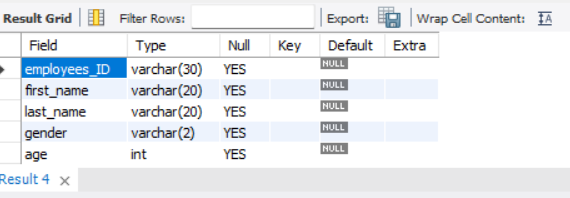 Result Grid Filter Rows: Export: Wrap Cell Content: IA
Field Type Null Key Default Extra
employees_ID varchar(30) YES NULL
first_name varchar(20) YES NULL
last_name varchar(20) YES NULL
gender varchar(2) YES NULL
age int YES NULL
Result 4 ×